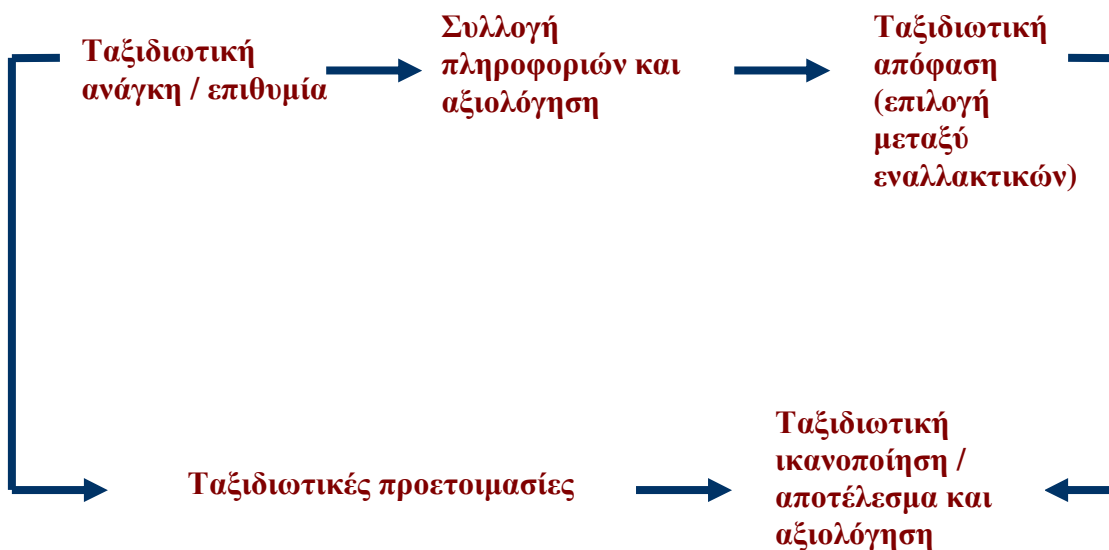 Ταξιδιωτική
ανάγκη / επιθυμία
Συλλογή
πληροφοριών και
αξιολόγηση
Ταξιδιωτική
απόφαση
(επιλογή
μεταξύ
εναλλακτικών)
Ταξιδιωτικές προετοιμασίες
Ταξιδιωτική
ικανοποίηση /
αποτέλεσμα και
αξιολόγηση